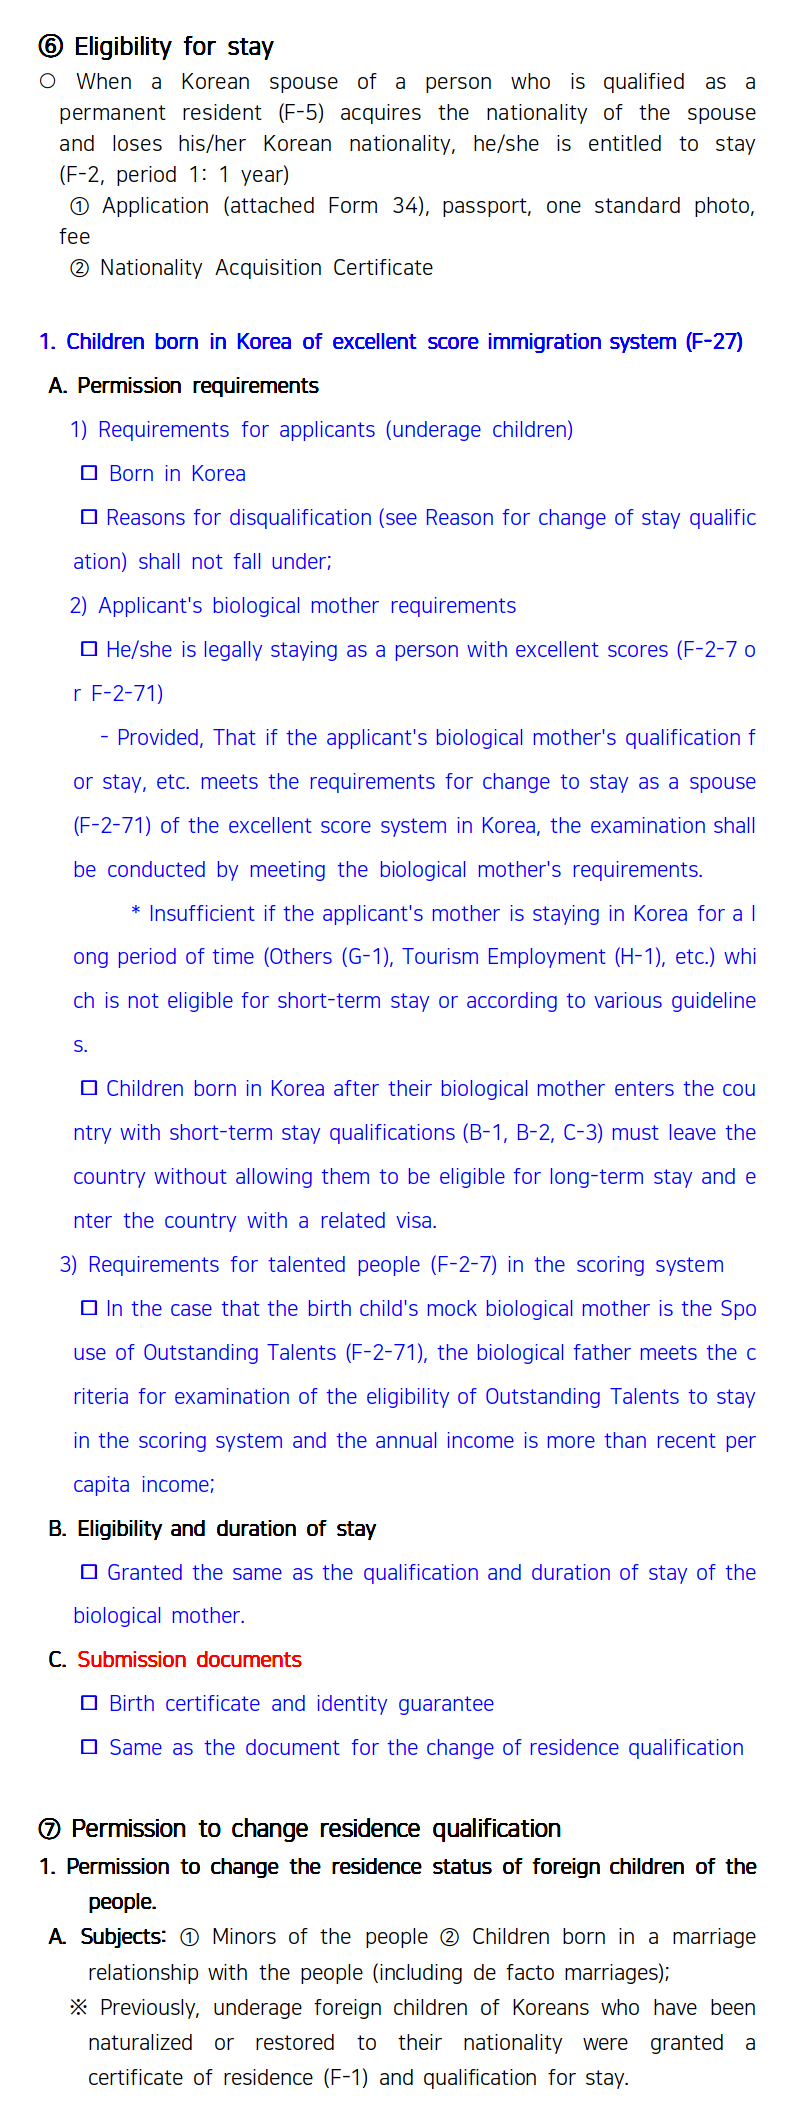 ⑥ Eligibility for stay
○ When a Korean spouse of a person who is qualified as a
permanent resident (F-5) acquires the nationality of the spouse
and loses his/her Korean nationality, he/she is entitled to stay
(F-2, period 1: 1 year)
① Application (attached Form 34), passport, one standard photo,
fee
② Nationality Acquisition Certificate
1. Children born in Korea of excellent score immigration system (F-27)
A. Permission requirements
1) Requirements for applicants (underage children)
□ Born in Korea
□ Reasons for disqualification (see Reason for change of stay qualific
ation) shall not fall under;
2) Applicant's biological mother requirements
□ He/she is legally staying as a person with excellent scores (F-2-7 o
r F-2-71)
- Provided, That if the applicant's biological mother's qualification f
or stay, etc. meets the requirements for change to stay as a spouse
(F-2-71) of the excellent score system in Korea, the examination shall
be conducted by meeting the biological mother's requirements.
* Insufficient if the applicant's mother is staying in Korea for a l
ong period of time (Others (G-1), Tourism Employment (H-1), etc.) whi
ch is not eligible for short-term stay or according to various guideline
s.
□ Children born in Korea after their biological mother enters the cou
ntry with short-term stay qualifications (B-1, B-2, C-3) must leave the
country without allowing them to be eligible for long-term stay and e
nter the country with a related visa.
3) Requirements for talented people (F-2-7) in the scoring system
□ In the case that the birth child's mock biological mother is the Spo
use of Outstanding Talents (F-2-71), the biological father meets the c
riteria for examination of the eligibility of Outstanding Talents to stay
in the scoring system and the annual income is more than recent per
capita income;
B. Eligibility and duration of stay
□ Granted the same as the qualification and duration of stay of the
biological mother.
C. Submission documents
□ Birth certificate and identity guarantee
□ Same as the document for the change of residence qualification
⑦ Permission to change residence qualification
1. Permission to change the residence status of foreign children of the
people.
A. Subjects: ① Minors of the people ② Children born in a marriage
relationship with the people (including de facto marriages);
※ Previously, underage foreign children of Koreans who have been
naturalized or restored to their nationality were granted a
certificate of residence (F-1) and qualification for stay.